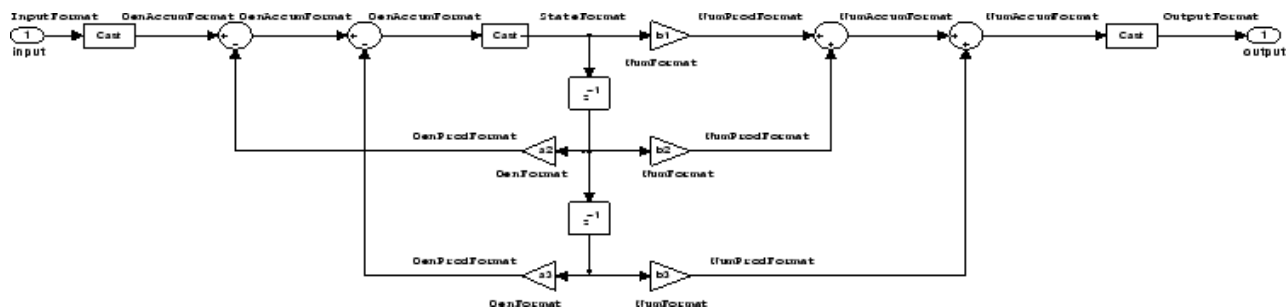 InputFormat DenAccumFormat DenAccumFormat DenAccumFormat StateFormat NumProdFormat NumAccumFormat NumAccumFormat OutputFormat
1 Cast + + Cast b1 + + Cast 1
input - - + + output
NumFormat
z-1
DenProdFormat NumProdFormat
a2 b2
DenFormat NumFormat
z-1
DenProdFormat NumProdFormat
a3 b3
DenFormat NumFormat